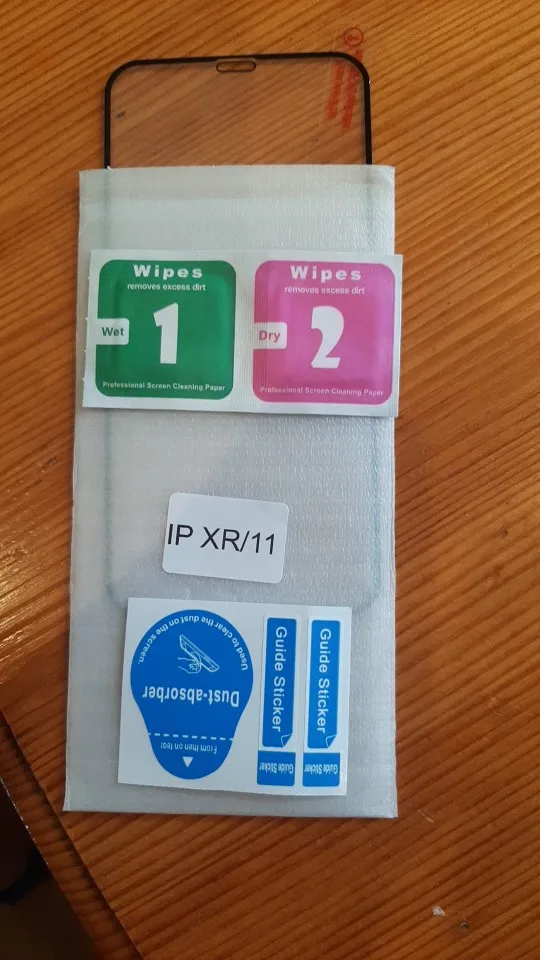 Wipes
removes excess dirt
Wet
1
Professional Screen Cleaning Paper
Wipes
removes excess dirt
Dry
2
Professional Screen Cleaning Paper
IP XR/11
Used to clear the dust on the screen.
Dust-absorber
From then on tear
Guide Sticker
Guide Sticker
Guide Sticker
Guide Sticker